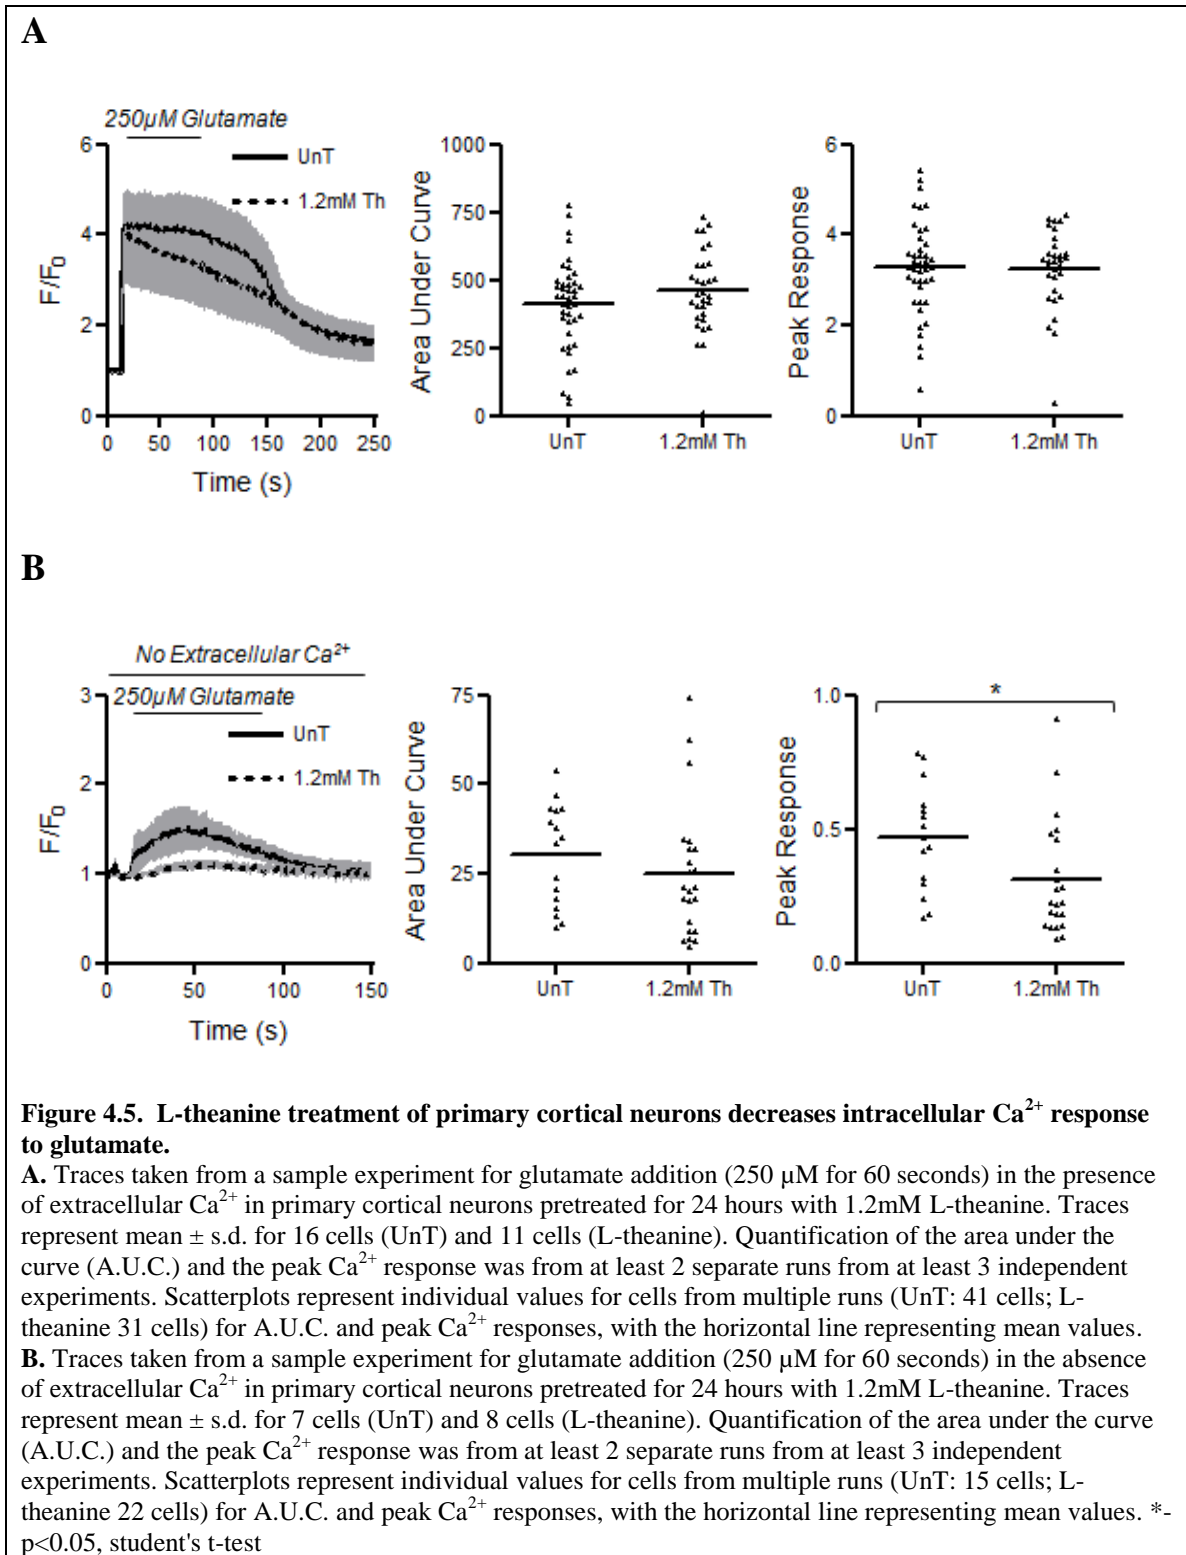 A
250µM Glutamate
UnT
1.2mM Th
6
4
2
0
F/F0
0 50 100 150 200 250
Time (s)
1000
750
500
250
0
Area Under Curve
UnT 1.2mM Th
6
4
2
0
Peak Response
UnT 1.2mM Th
B
No Extracellular Ca2+
250µM Glutamate
UnT
1.2mM Th
3
2
1
0
F/F0
0 50 100 150
Time (s)
75
50
25
0
Area Under Curve
UnT 1.2mM Th
*
1.0
0.5
0.0
Peak Response
UnT 1.2mM Th
Figure 4.5. L-theanine treatment of primary cortical neurons decreases intracellular Ca2+ response
to glutamate.
A. Traces taken from a sample experiment for glutamate addition (250 µM for 60 seconds) in the presence
of extracellular Ca2+ in primary cortical neurons pretreated for 24 hours with 1.2mM L-theanine. Traces
represent mean ± s.d. for 16 cells (UnT) and 11 cells (L-theanine). Quantification of the area under the
curve (A.U.C.) and the peak Ca2+ response was from at least 2 separate runs from at least 3 independent
experiments. Scatterplots represent individual values for cells from multiple runs (UnT: 41 cells; L-
theanine 31 cells) for A.U.C. and peak Ca2+ responses, with the horizontal line representing mean values.
B. Traces taken from a sample experiment for glutamate addition (250 µM for 60 seconds) in the absence
of extracellular Ca2+ in primary cortical neurons pretreated for 24 hours with 1.2mM L-theanine. Traces
represent mean ± s.d. for 7 cells (UnT) and 8 cells (L-theanine). Quantification of the area under the curve
(A.U.C.) and the peak Ca2+ response was from at least 2 separate runs from at least 3 independent
experiments. Scatterplots represent individual values for cells from multiple runs (UnT: 15 cells; L-
theanine 22 cells) for A.U.C. and peak Ca2+ responses, with the horizontal line representing mean values. *-
p<0.05, student's t-test